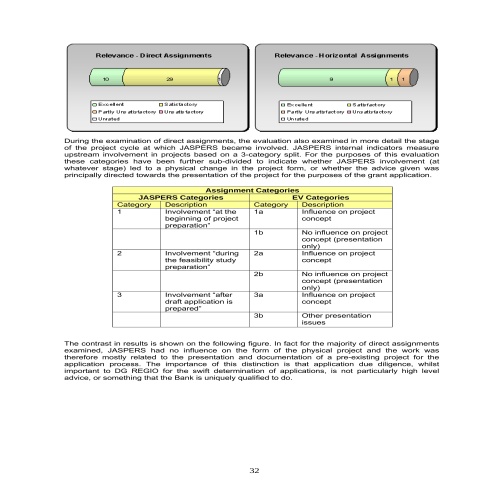 Relevance - Direct Assignments
10 29 1
Excellent Satisfactory
Partly Unsatisfactory Unsatisfactory
Unrated
Relevance - Horizontal Assignments
9 1 1
Excellent Satisfactory
Partly Unsatisfactory Unsatisfactory
Unrated
During the examination of direct assignments, the evaluation also examined in more detail the stage
of the project cycle at which JASPERS became involved. JASPERS internal indicators measure
upstream involvement in projects based on a 3-category split. For the purposes of this evaluation
these categories have been further sub-divided to indicate whether JASPERS involvement (at
whatever stage) led to a physical change in the project form, or whether the advice given was
principally directed towards the presentation of the project for the purposes of the grant application.
Assignment Categories
JASPERS Categories EV Categories
Category Description Category Description
1 Involvement "at the 1a Influence on project
beginning of project concept
preparation"
1b No influence on project
concept (presentation
only)
2 Involvement "during 2a Influence on project
the feasibility study concept
preparation"
2b No influence on project
concept (presentation
only)
3 Involvement "after 3a Influence on project
draft application is concept
prepared"
3b Other presentation
issues
The contrast in results is shown on the following figure. In fact for the majority of direct assignments
examined, JASPERS had no influence on the form of the physical project and the work was
therefore mostly related to the presentation and documentation of a pre-existing project for the
application process. The importance of this distinction is that application due diligence, whilst
important to DG REGIO for the swift determination of applications, is not particularly high level
advice, or something that the Bank is uniquely qualified to do.
32